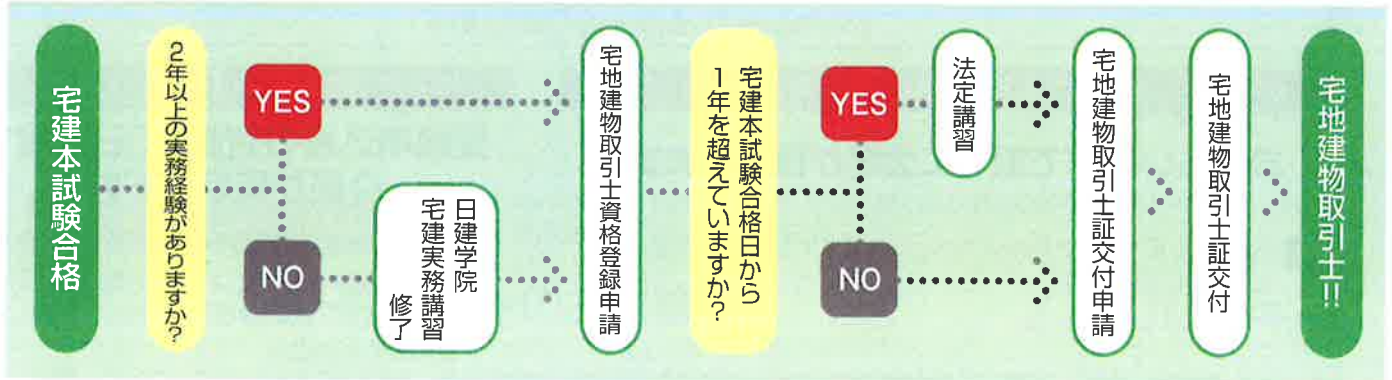 宅建本試験合格
2年以上の実務経験がありますか?
YES
NO
日建学院
宅建実務講習
修了
宅地建物取引士資格登録申請
宅建本試験合格日から
1年を超えていますか?
YES
NO
法定講習
宅地建物取引士証交付申請
宅地建物取引士証交付
宅地建物取引士!!